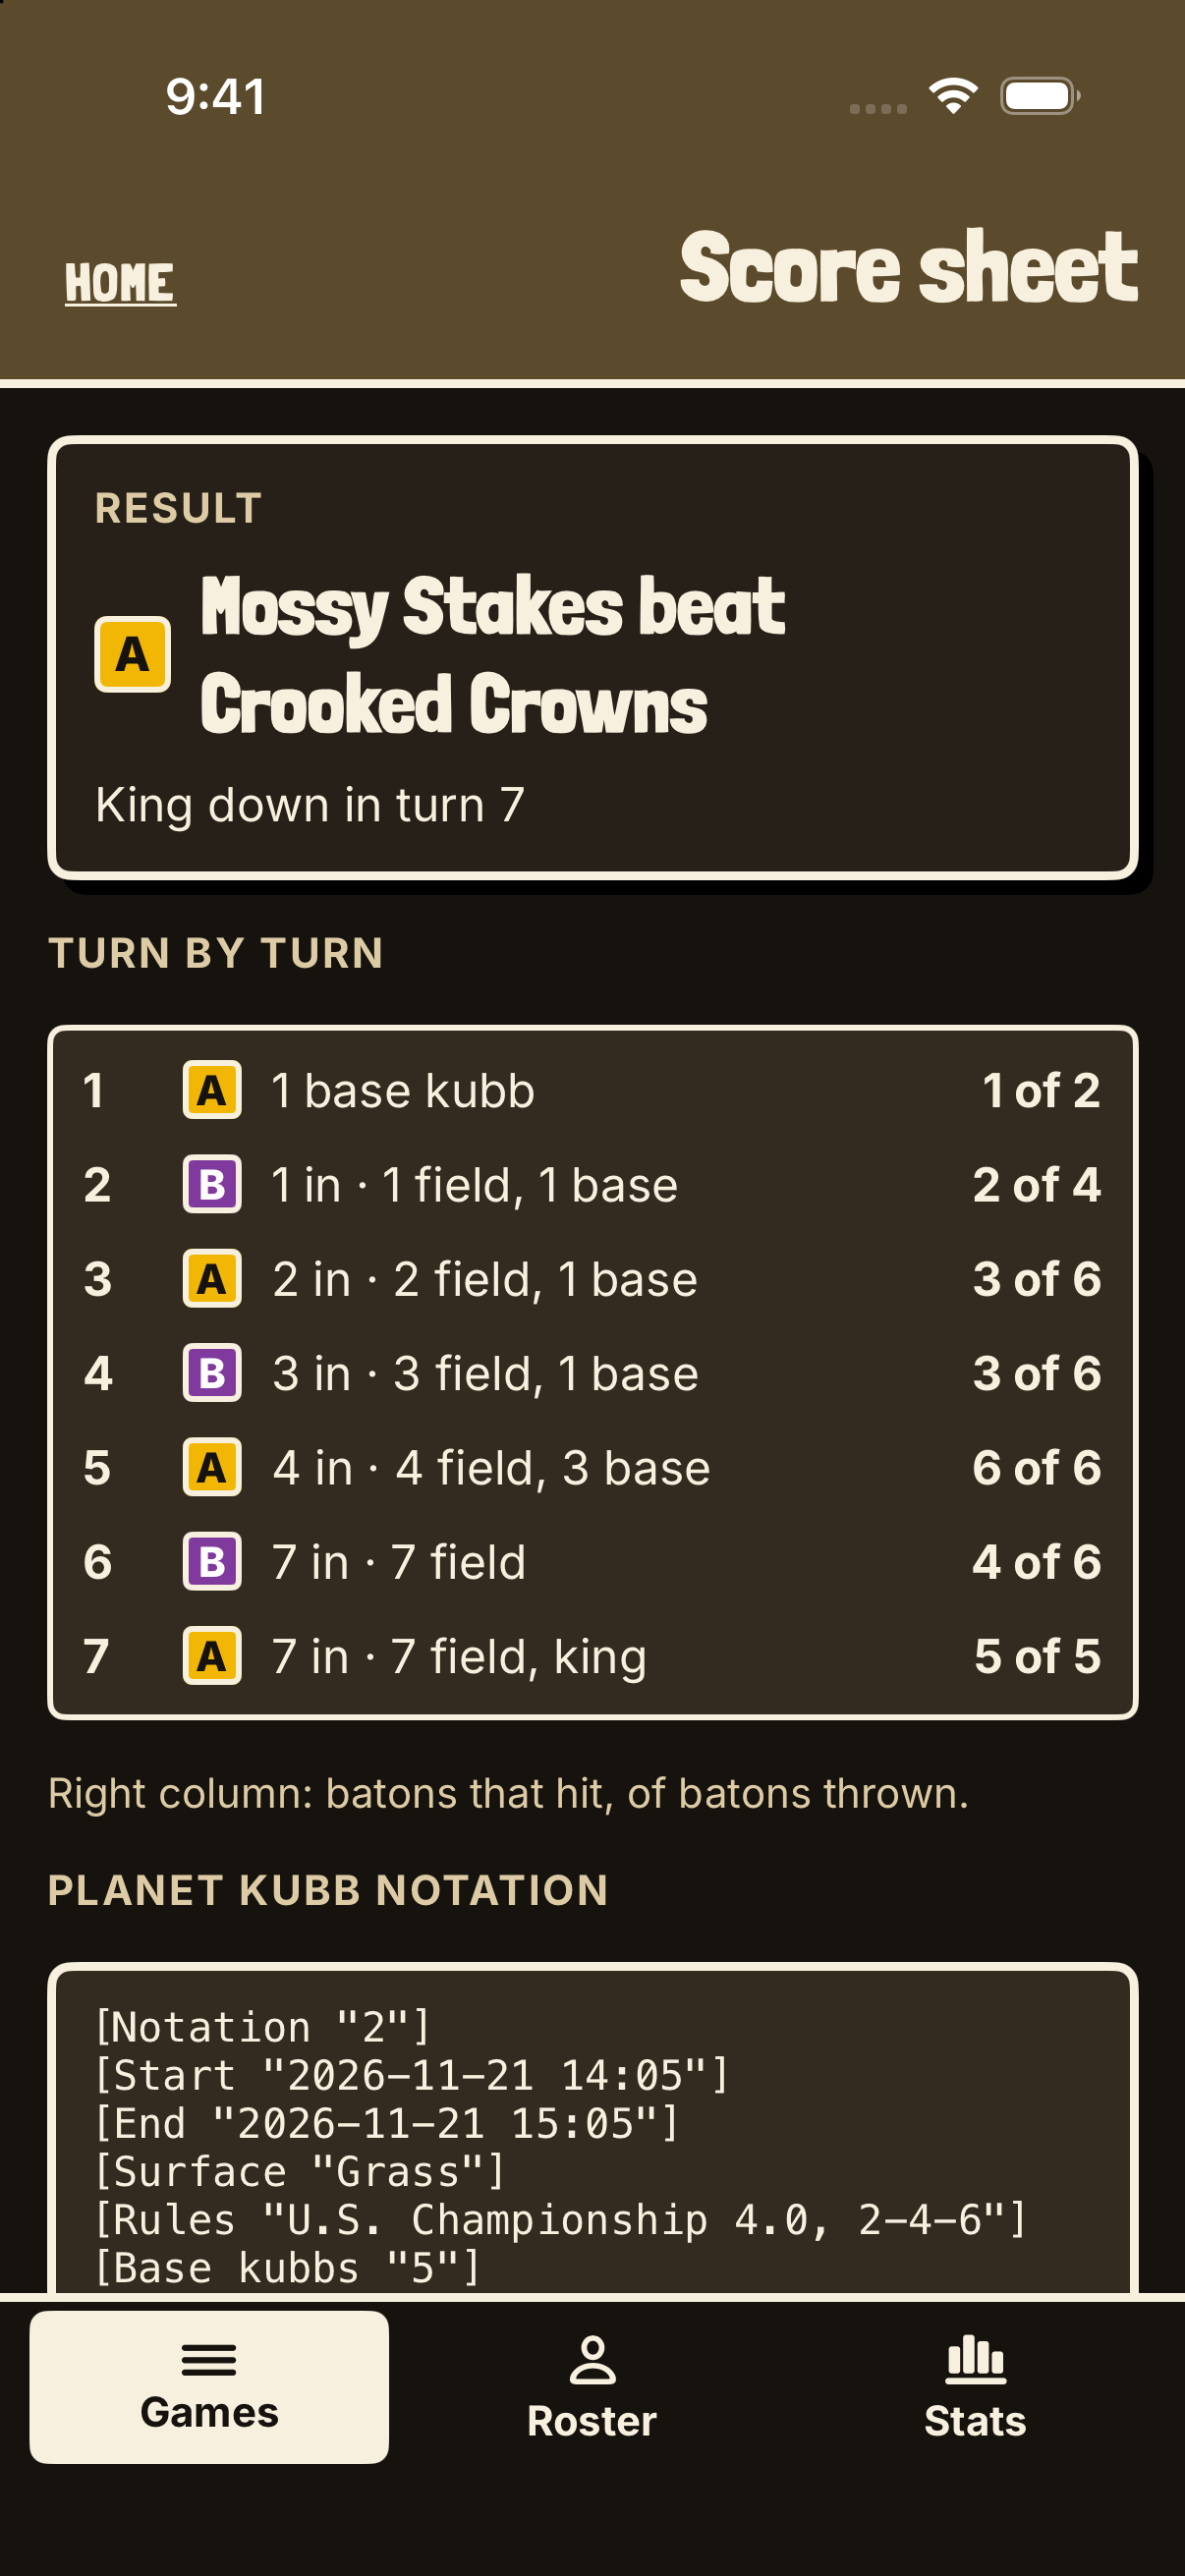 9:41
HOME
Score sheet
RESULT
A
Mossy Stakes beat
Crooked Crowns
King down in turn 7
TURN BY TURN
1 A 1 base kubb 1 of 2
2 B 1 in · 1 field, 1 base 2 of 4
3 A 2 in · 2 field, 1 base 3 of 6
4 B 3 in · 3 field, 1 base 3 of 6
5 A 4 in · 4 field, 3 base 6 of 6
6 B 7 in · 7 field 4 of 6
7 A 7 in · 7 field, king 5 of 5
Right column: batons that hit, of batons thrown.
PLANET KUBB NOTATION
[Notation "2"]
[Start "2026-11-21 14:05"]
[End "2026-11-21 15:05"]
[Surface "Grass"]
[Rules "U.S. Championship 4.0, 2-4-6"]
[Base kubbs "5"]
Games
Roster
Stats